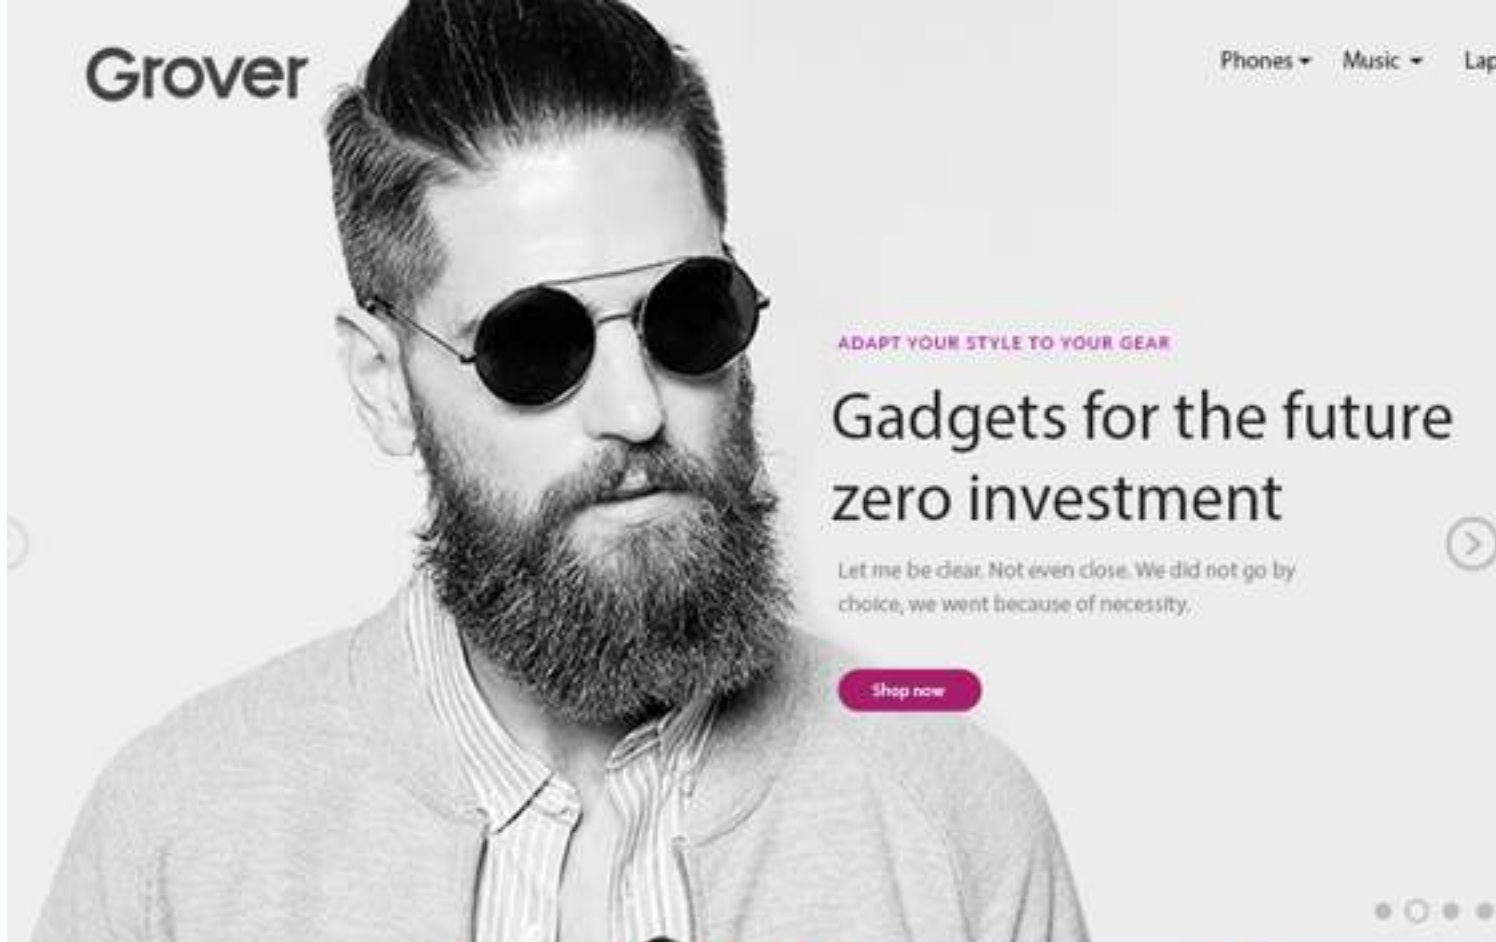 Grover
Phones Music Lap
ADAPT YOUR STYLE TO YOUR GEAR
Gadgets for the future
zero investment
Let me be clear. Not even close. We did not go by
choice, we went because of necessity.
Shop now